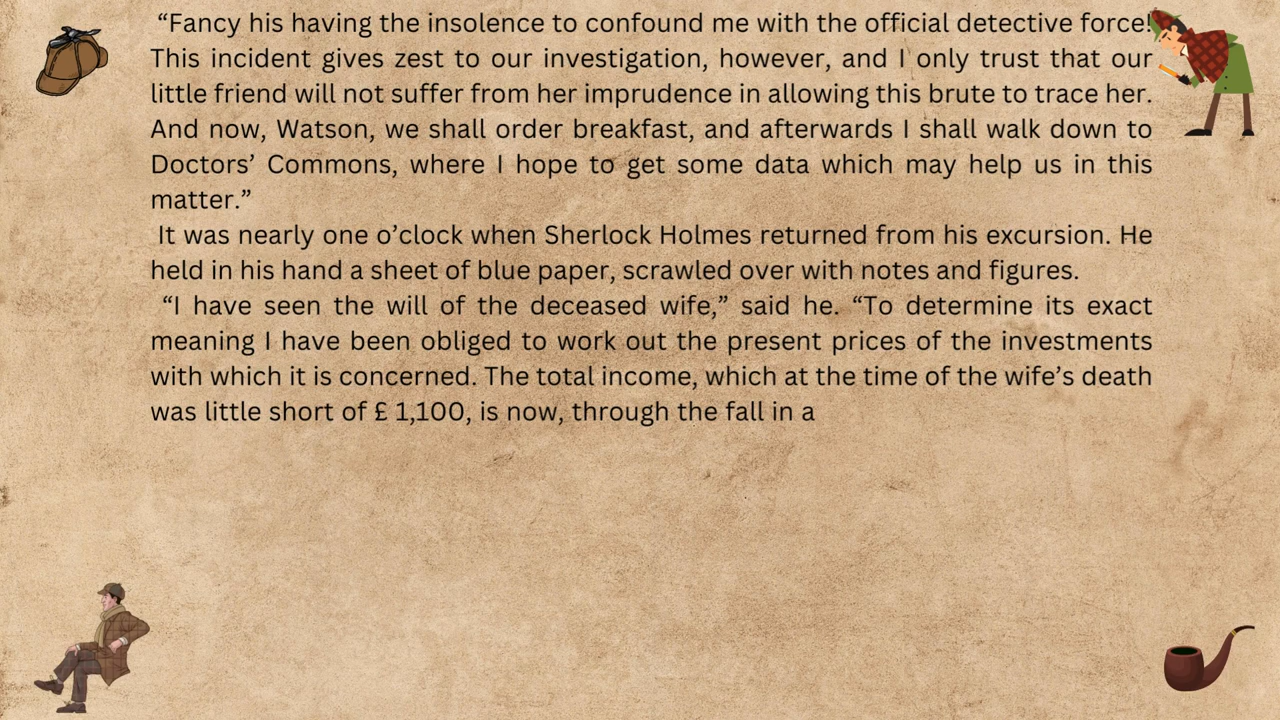 “Fancy his having the insolence to confound me with the official detective force!
This incident gives zest to our investigation, however, and I only trust that our
little friend will not suffer from her imprudence in allowing this brute to trace her.
And now, Watson, we shall order breakfast, and afterwards I shall walk down to
Doctors’ Commons, where I hope to get some data which may help us in this
matter.”
It was nearly one o’clock when Sherlock Holmes returned from his excursion. He
held in his hand a sheet of blue paper, scrawled over with notes and figures.
“I have seen the will of the deceased wife,” said he. “To determine its exact
meaning I have been obliged to work out the present prices of the investments
with which it is concerned. The total income, which at the time of the wife’s death
was little short of £ 1,100, is now, through the fall in a